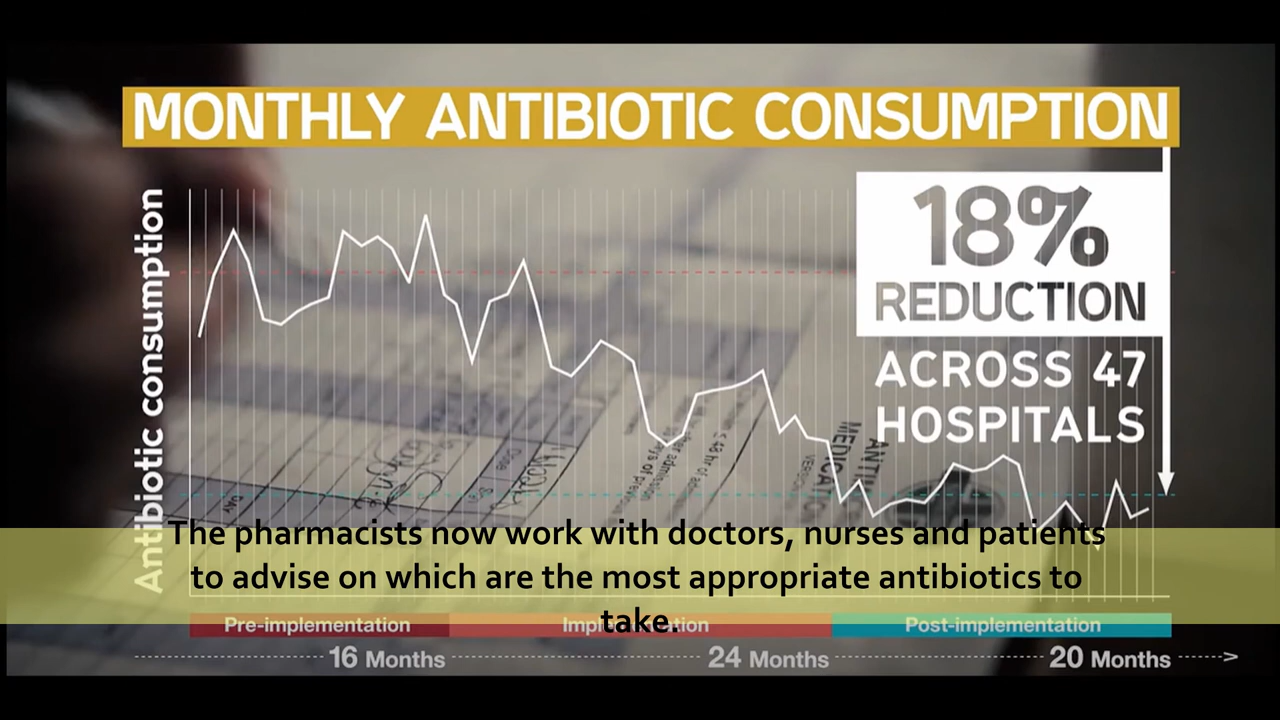 MONTHLY ANTIBIOTIC CONSUMPTION
Antibiotic consumption
18%
REDUCTION
ACROSS 47
HOSPITALS
The pharmacists now work with doctors, nurses and patients
to advise on which are the most appropriate antibiotics to
take.
Pre-implementation
Implementation
Post-implementation
16 Months
24 Months
20 Months